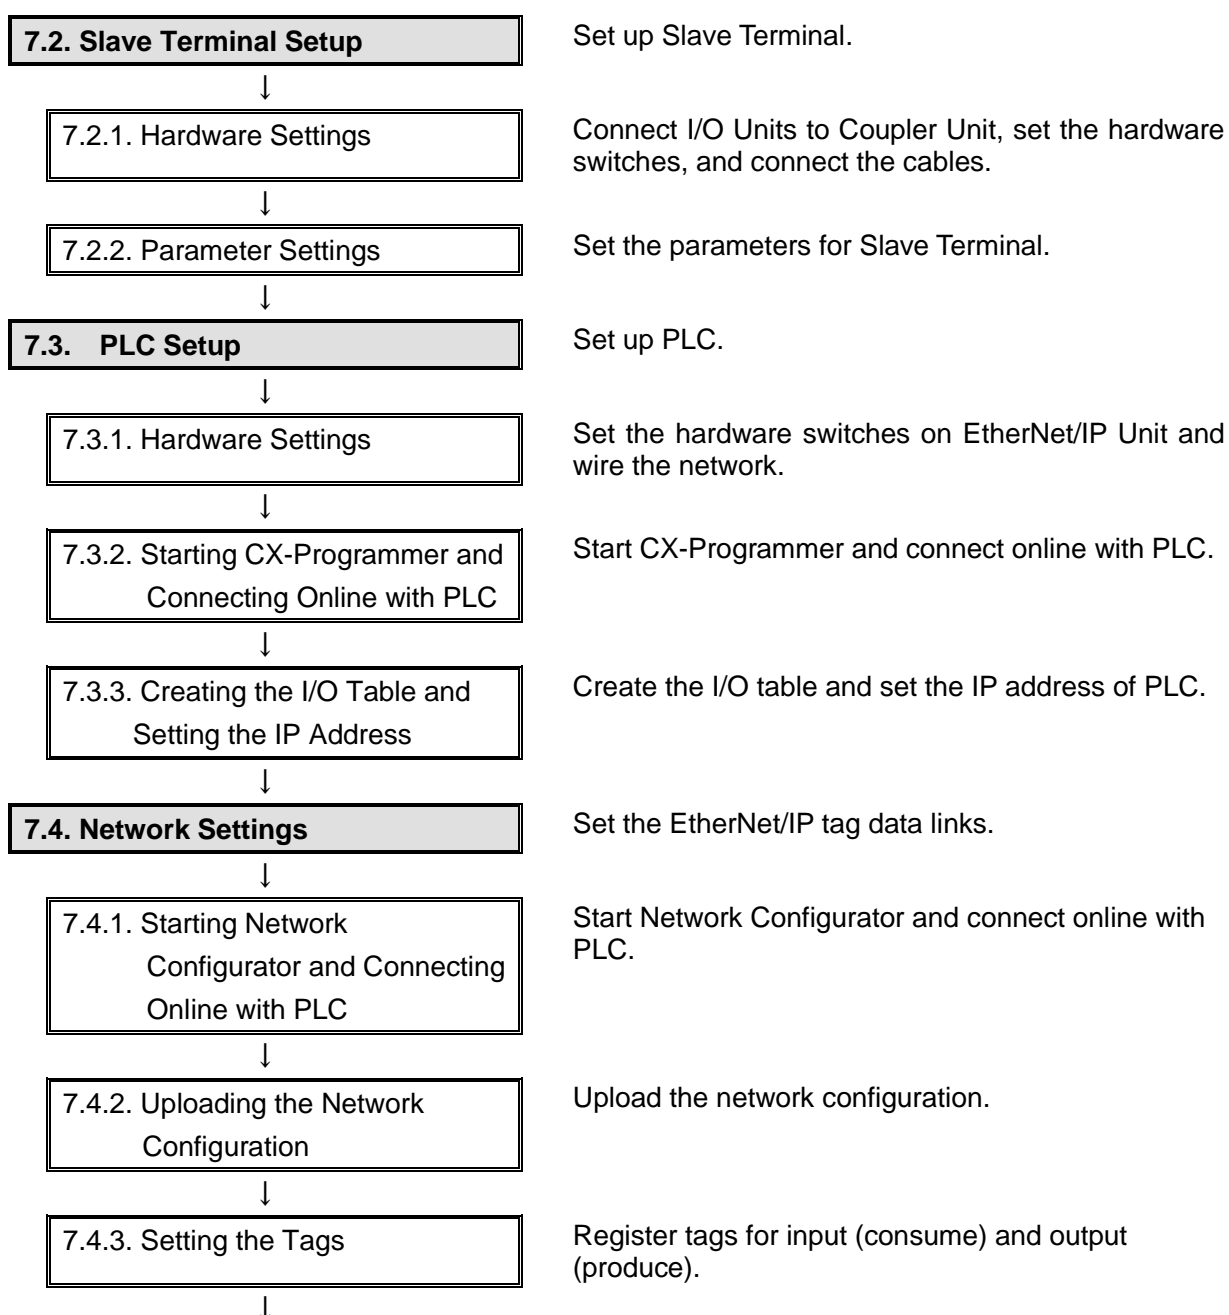 7.2. Slave Terminal Setup
Set up Slave Terminal.
↓
7.2.1. Hardware Settings
Connect I/O Units to Coupler Unit, set the hardware
switches, and connect the cables.
↓
7.2.2. Parameter Settings
Set the parameters for Slave Terminal.
↓
7.3. PLC Setup
Set up PLC.
↓
7.3.1. Hardware Settings
Set the hardware switches on EtherNet/IP Unit and
wire the network.
↓
7.3.2. Starting CX-Programmer and
Connecting Online with PLC
Start CX-Programmer and connect online with PLC.
↓
7.3.3. Creating the I/O Table and
Setting the IP Address
Create the I/O table and set the IP address of PLC.
↓
7.4. Network Settings
Set the EtherNet/IP tag data links.
↓
7.4.1. Starting Network
Configurator and Connecting
Online with PLC
Start Network Configurator and connect online with
PLC.
↓
7.4.2. Uploading the Network
Configuration
Upload the network configuration.
↓
7.4.3. Setting the Tags
Register tags for input (consume) and output
(produce).
↓